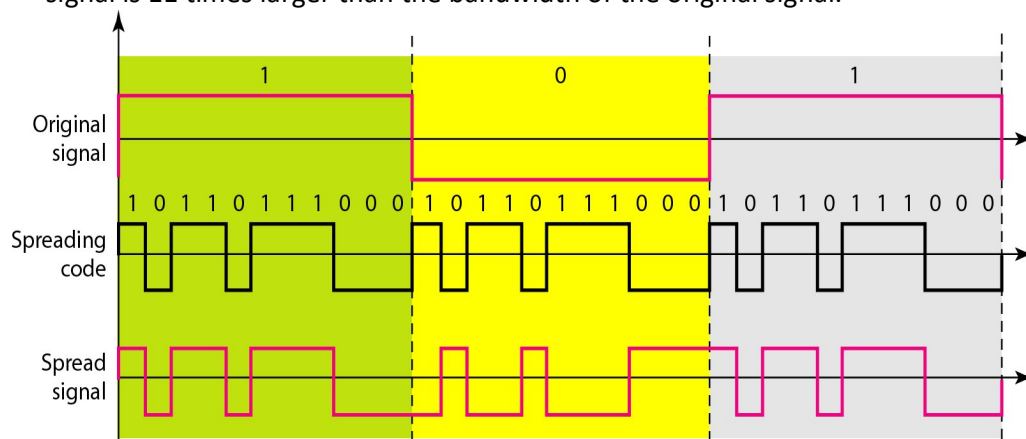 signal is 11 times larger than the bandwidth of the original signal.
1 0 1
Original
signal
1 0 1 1 0 1 1 1 0 0 0 1 0 1 1 0 1 1 1 0 0 0 1 0 1 1 0 1 1 1 0 0 0
Spreading
code
Spread
signal